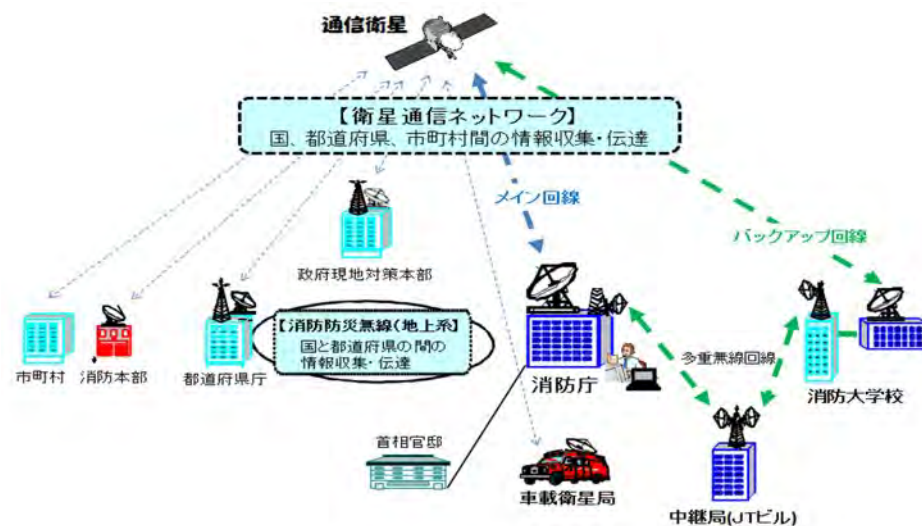 通信衛星
【衛星通信ネットワーク】
国、都道府県、市町村間の情報収集・伝達
メイン回線
バックアップ回線
政府現地対策本部
【消防防災無線(地上系)】
国と都道府県の間の
情報収集・伝達
市町村
消防本部
都道府県庁
消防庁
多重無線回線
消防大学校
首相官邸
車載衛星局
中継局(JTビル)